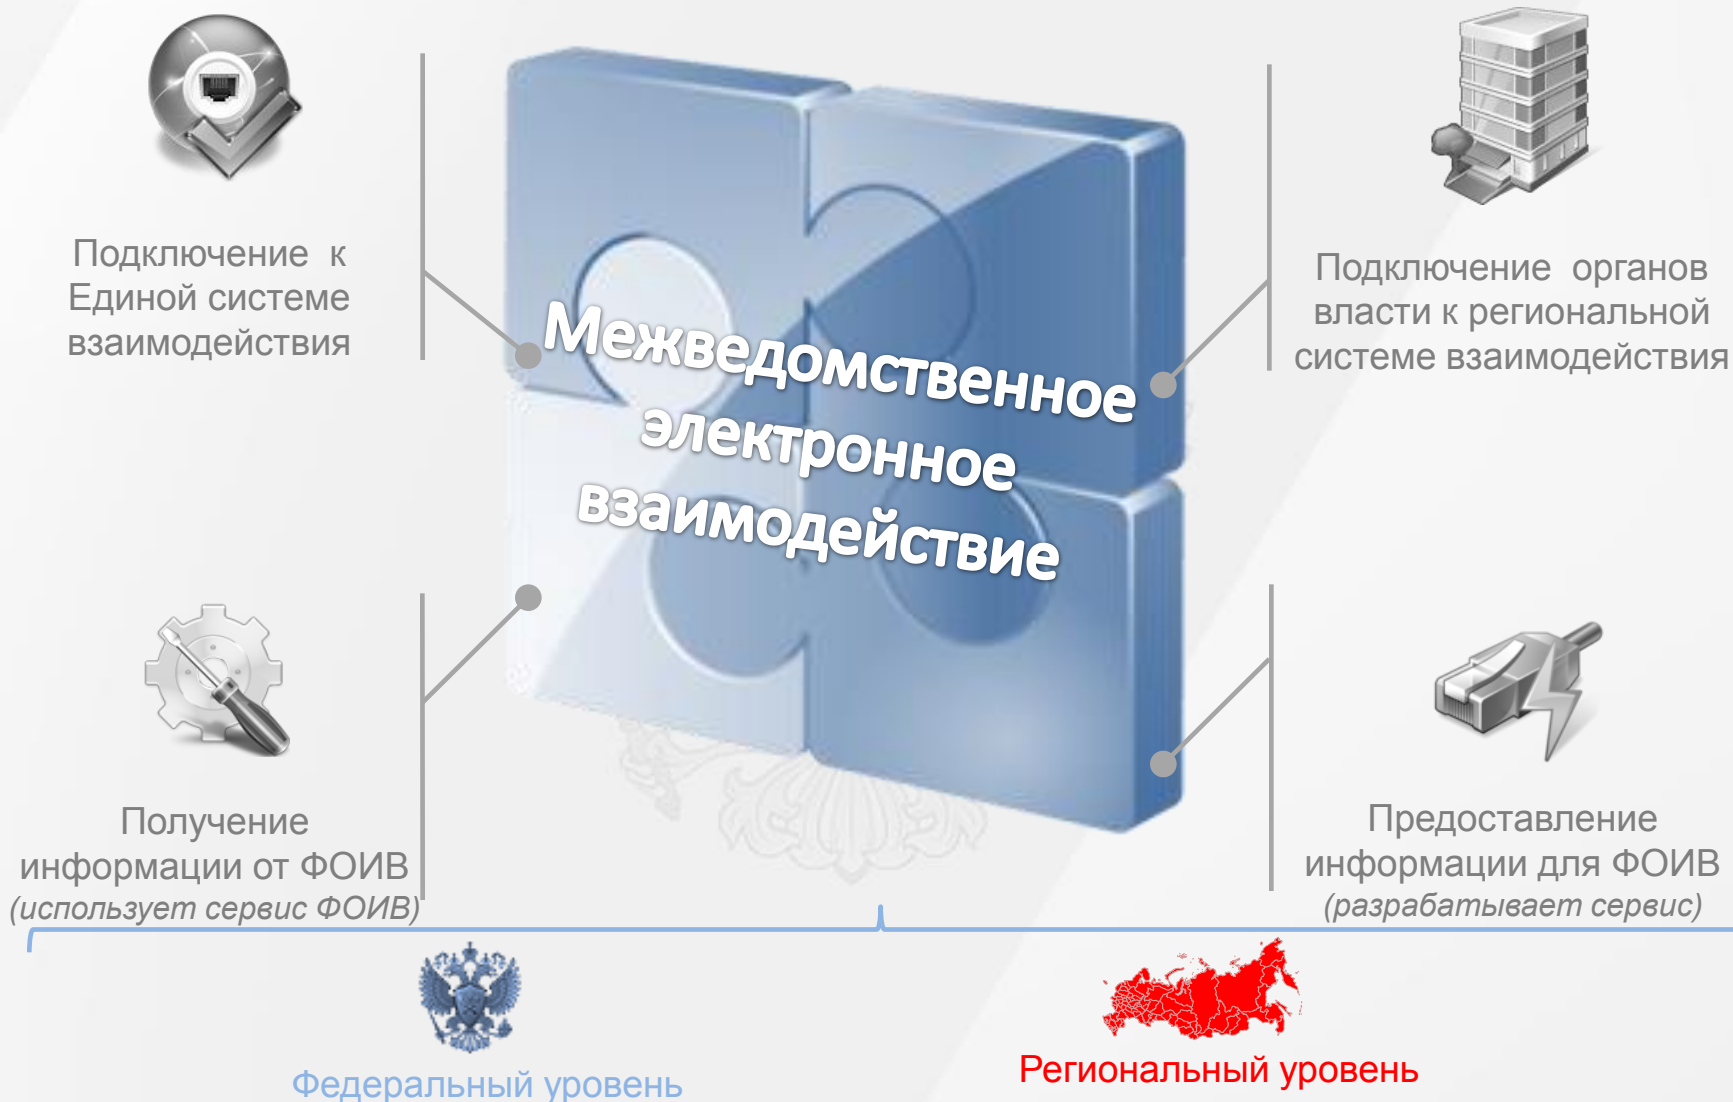 Подключение к
Единой системе
взаимодействия
Подключение органов
власти к региональной
системе взаимодействия
Межведомственное
электронное
взаимодействие
Получение
информации от ФОИВ
(использует сервис ФОИВ)
Предоставление
информации для ФОИВ
(разрабатывает сервис)
Федеральный уровень
Региональный уровень